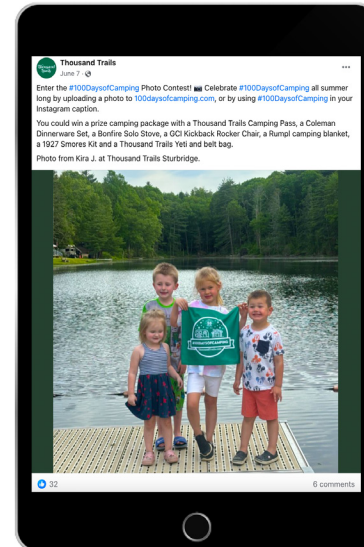 Thousand Trails
June 7 ·
Enter the #100DaysofCamping Photo Contest! 📷 Celebrate #100DaysofCamping all summer
long by uploading a photo to 100daysofcamping.com, or by using #100DaysofCamping in your
Instagram caption.
You could win a prize camping package with a Thousand Trails Camping Pass, a Coleman
Dinnerware Set, a Bonfire Solo Stove, a GCI Kickback Rocker Chair, a Rumpl camping blanket,
a 1927 Smores Kit and a Thousand Trails Yeti and belt bag.
Photo from Kira J. at Thousand Trails Sturbridge.
#100DAYSOFCAMPING
32
6 comments